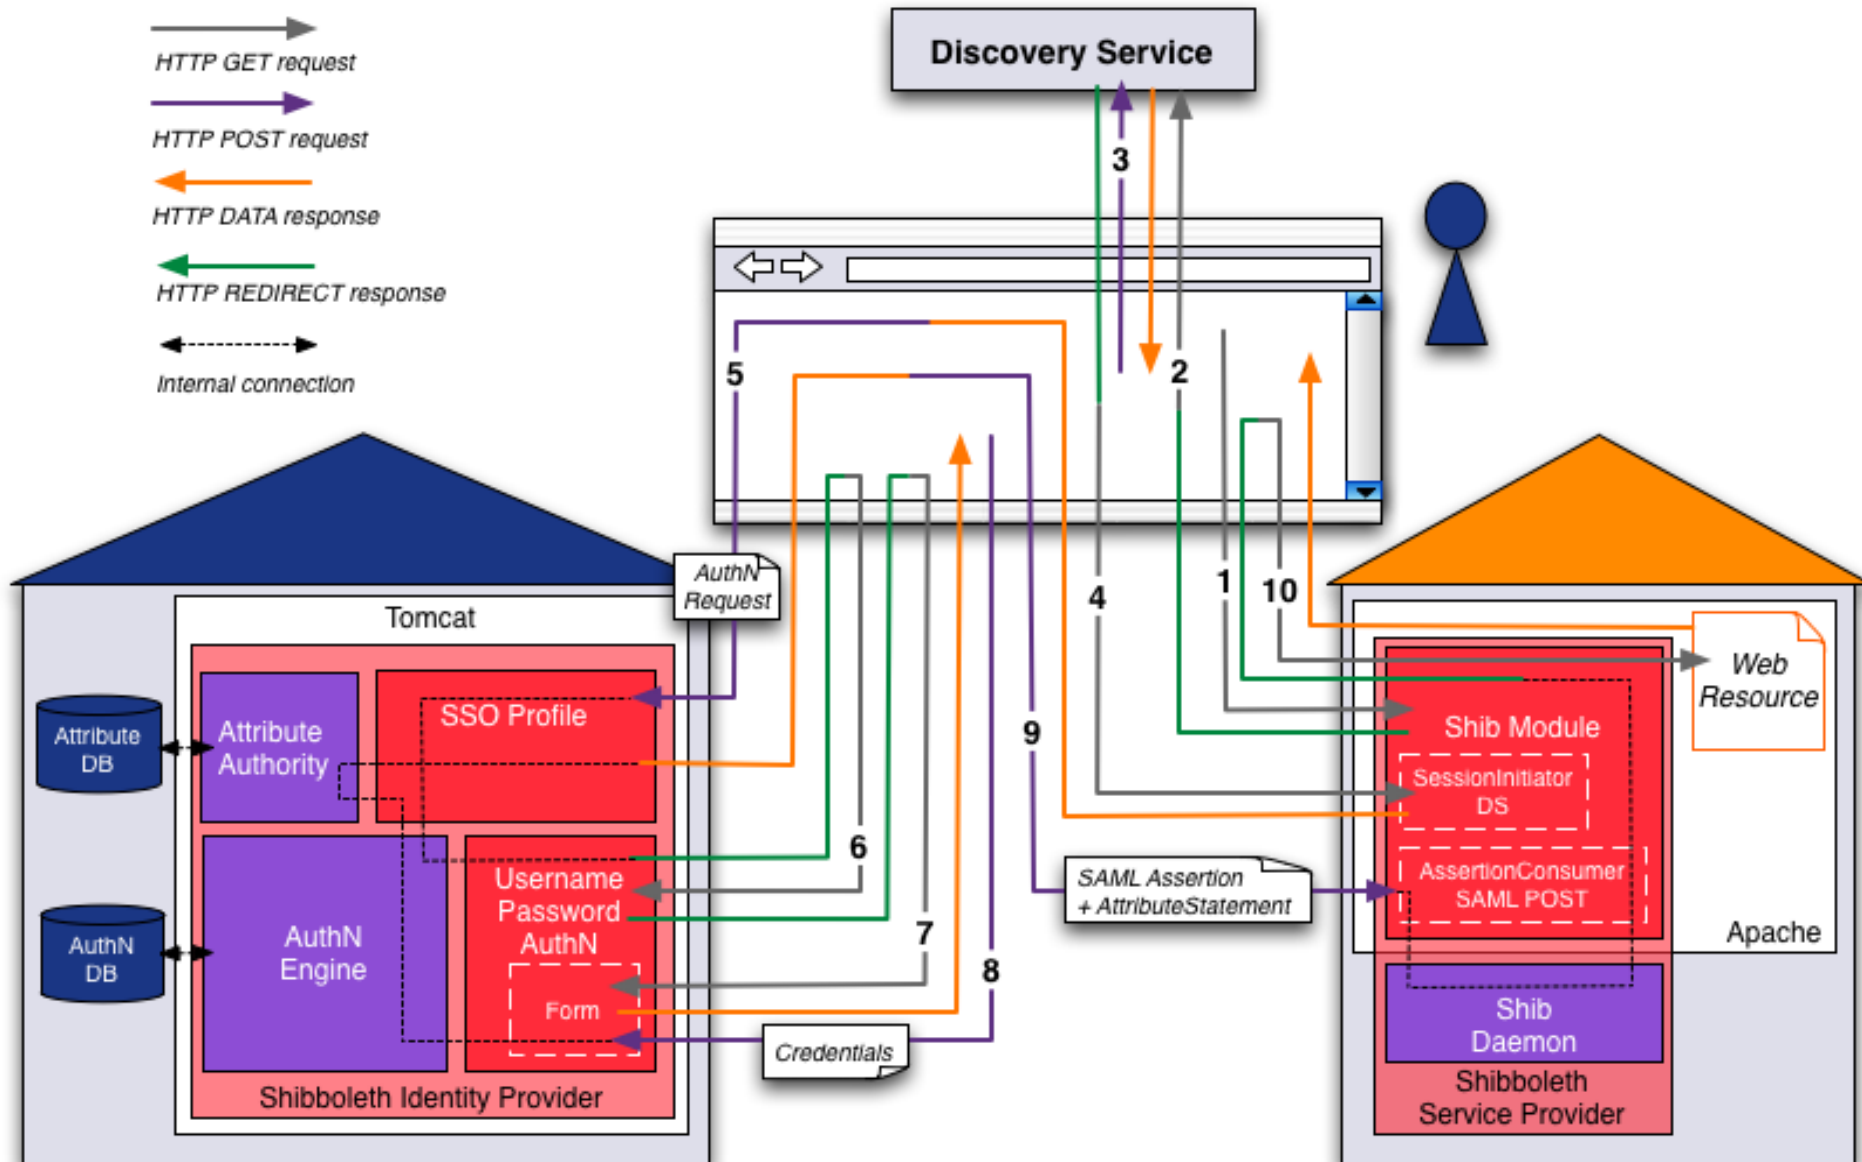 HTTP GET request
HTTP POST request
HTTP DATA response
HTTP REDIRECT response
Internal connection
Discovery Service
3
2
5
AuthN
Request
4
1
10
Tomcat
Attribute
DB
Attribute
Authority
SSO Profile
Web
Resource
9
Shib Module
SessionInitiator
DS
6
Username
Password
AuthN
SAML Assertion
+ AttributeStatement
AssertionConsumer
SAML POST
AuthN
DB
AuthN
Engine
7
8
Apache
Form
Credentials
Shib
Daemon
Shibboleth Identity Provider
Shibboleth
Service Provider